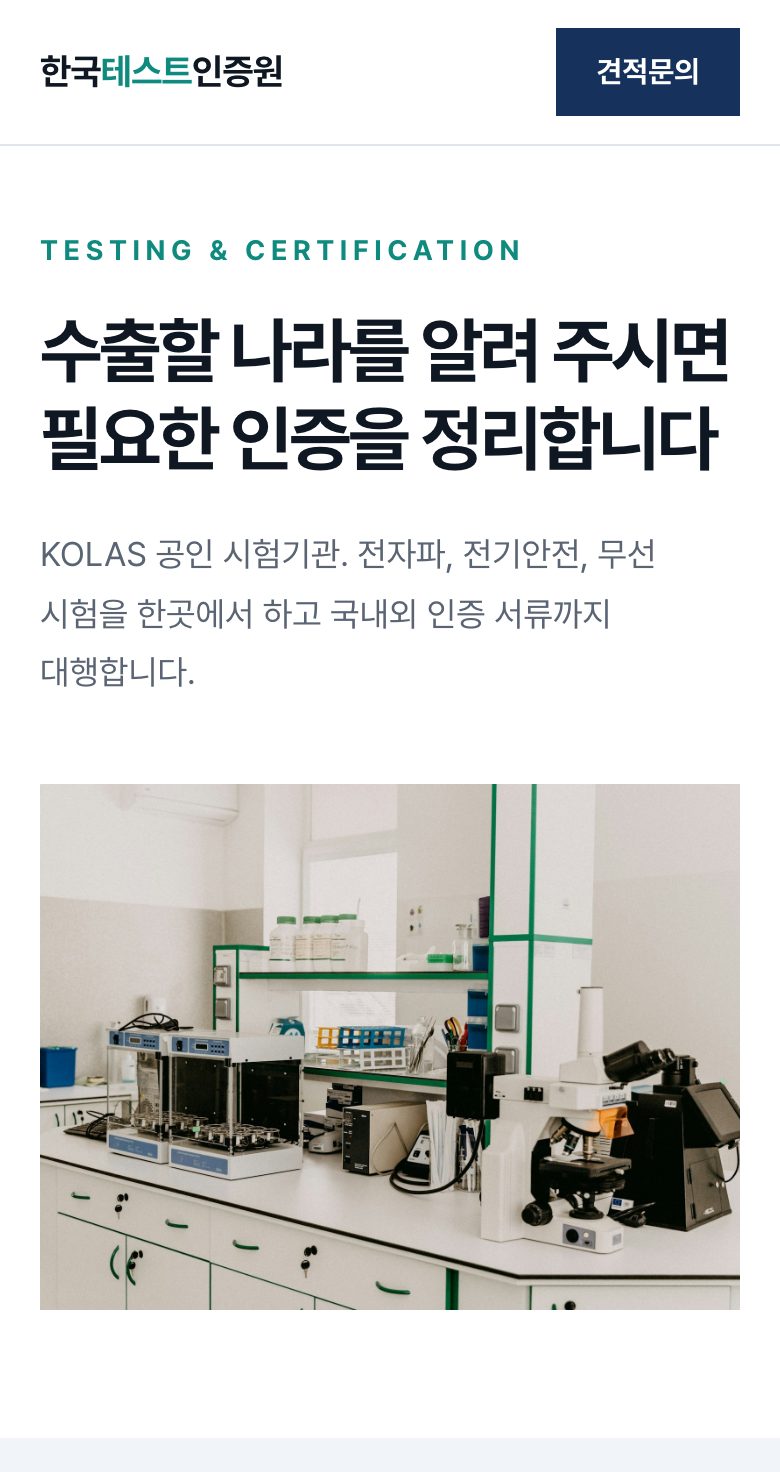 한국테스트인증원
견적문의
TESTING & CERTIFICATION
수출할 나라를 알려 주시면
필요한 인증을 정리합니다
KOLAS 공인 시험기관. 전자파, 전기안전, 무선
시험을 한곳에서 하고 국내외 인증 서류까지
대행합니다.